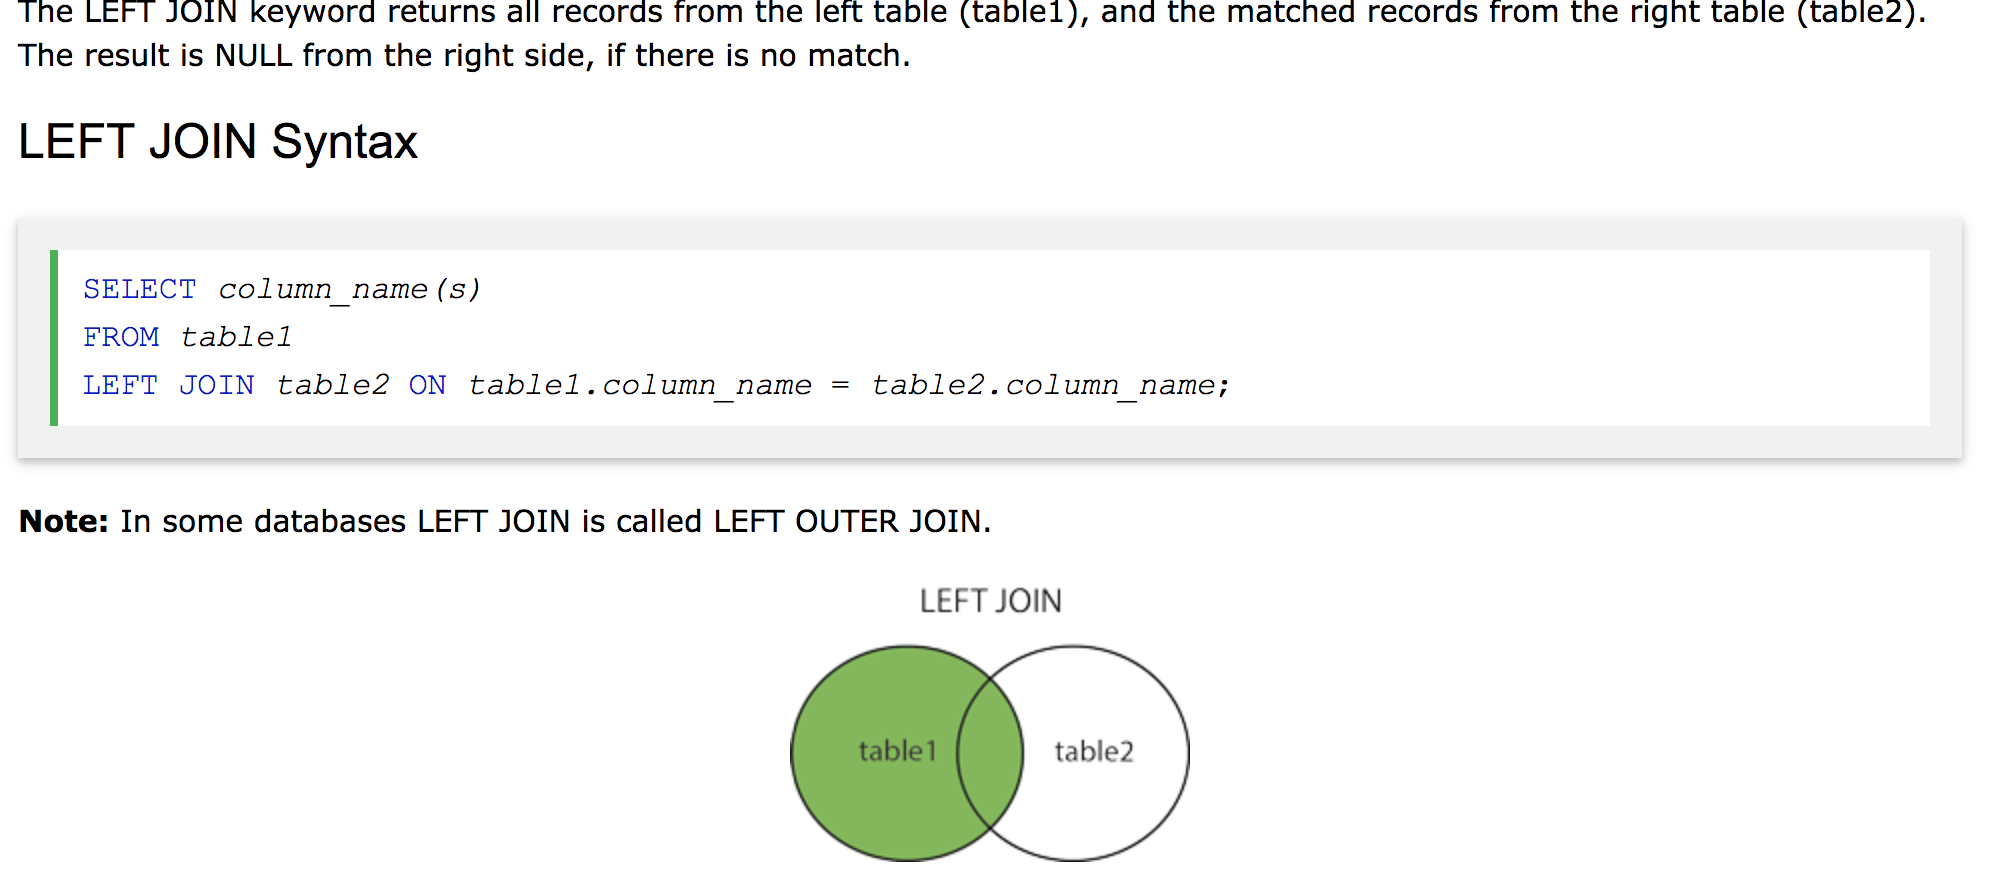 The LEFT JOIN keyword returns all records from the left table (table1), and the matched records from the right table (table2).
The result is NULL from the right side, if there is no match.
LEFT JOIN Syntax
SELECT column_name(s)
FROM table1
LEFT JOIN table2 ON table1.column_name = table2.column_name;
Note: In some databases LEFT JOIN is called LEFT OUTER JOIN.
LEFT JOIN
table1
table2